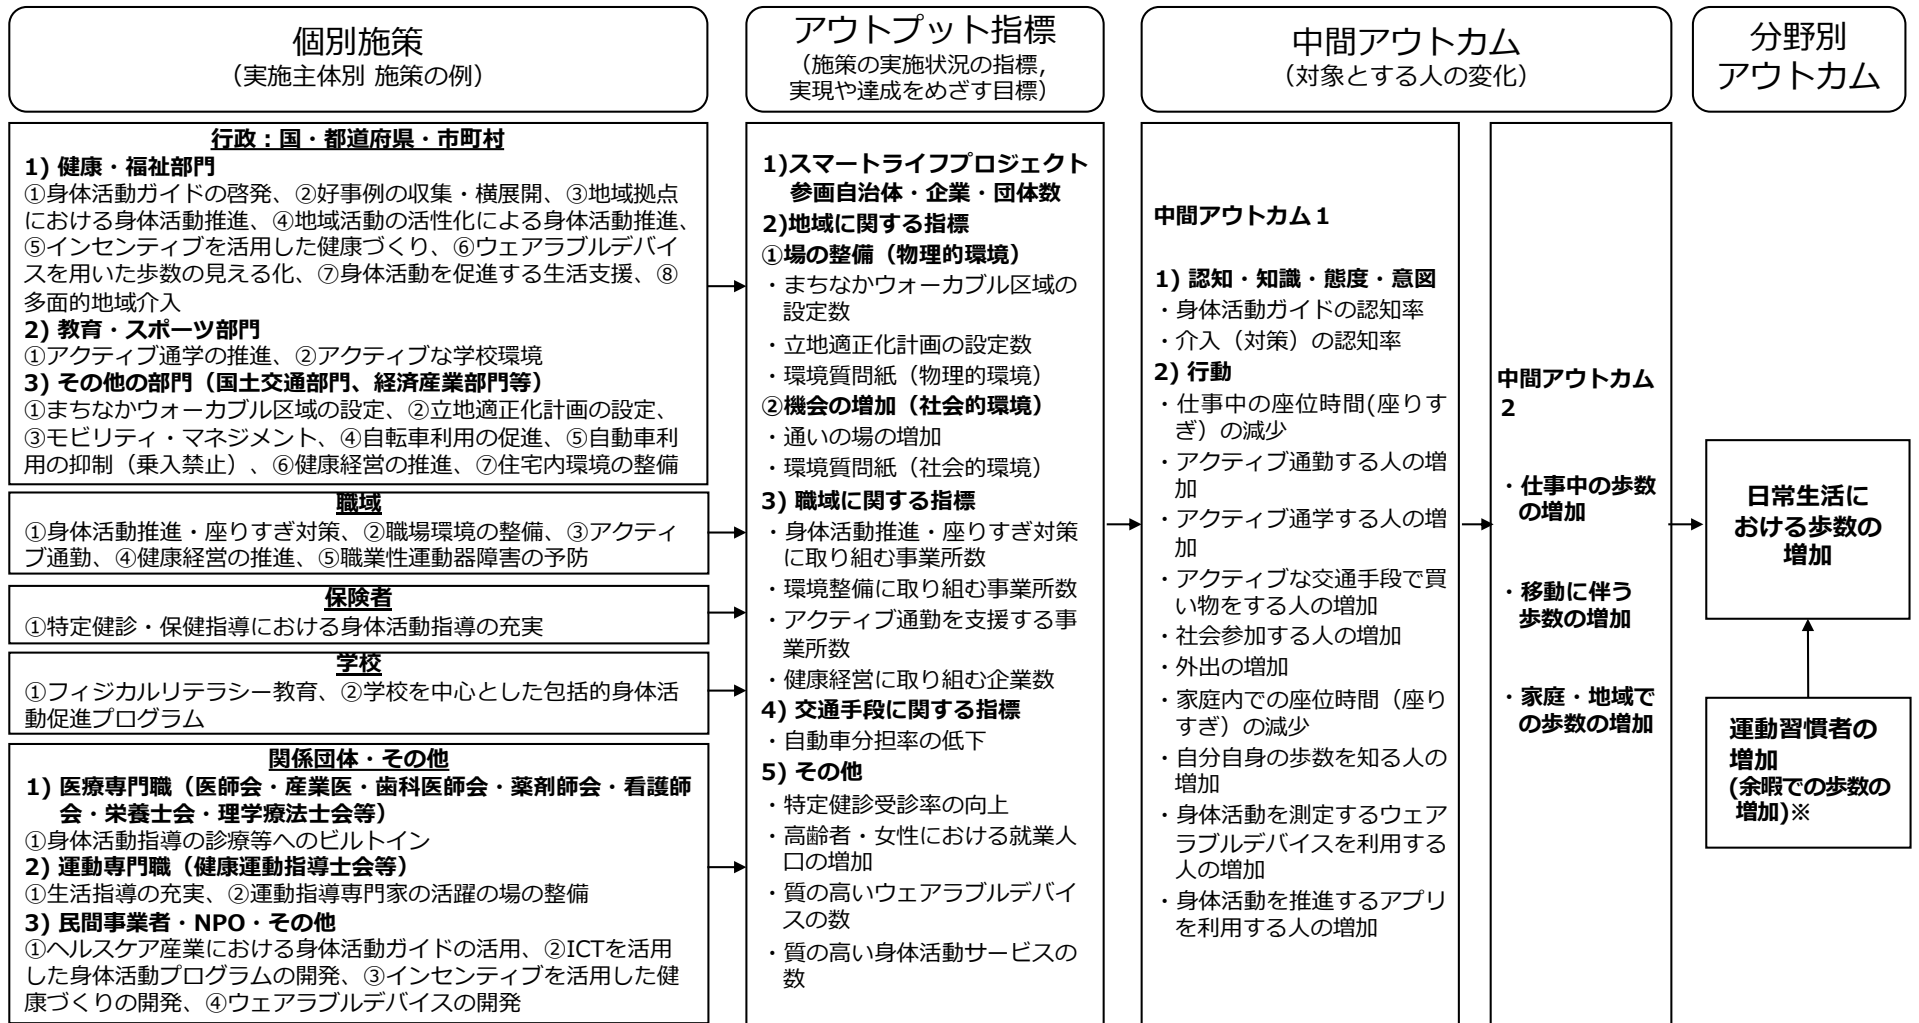 個別施策
（実施主体別 施策の例）
アウトプット指標
（施策の実施状況の指標,
実現や達成をめざす目標）
中間アウトカム
（対象とする人の変化）
分野別
アウトカム
行政：国・都道府県・市町村
1) 健康・福祉部門
①身体活動ガイドの啓発、②好事例の収集・横展開、③地域拠点
における身体活動推進、④地域活動の活性化による身体活動推進、
⑤インセンティブを活用した健康づくり、⑥ウェアラブルデバイ
スを用いた歩数の見える化、⑦身体活動を促進する生活支援、⑧
多面的地域介入
2) 教育・スポーツ部門
①アクティブ通学の推進、②アクティブな学校環境
3) その他の部門（国土交通部門、経済産業部門等）
①まちなかウォーカブル区域の設定、②立地適正化計画の設定、
③モビリティ・マネジメント、④自転車利用の促進、⑤自動車利
用の抑制（乗入禁止）、⑥健康経営の推進、⑦住宅内環境の整備
職域
①身体活動推進・座りすぎ対策、②職場環境の整備、③アクティ
ブ通勤、④健康経営の推進、⑤職業性運動器障害の予防
保険者
①特定健診・保健指導における身体活動指導の充実
学校
①フィジカルリテラシー教育、②学校を中心とした包括的身体活
動促進プログラム
関係団体・その他
1) 医療専門職（医師会・産業医・歯科医師会・薬剤師会・看護師
会・栄養士会・理学療法士会等）
①身体活動指導の診療等へのビルトイン
2) 運動専門職（健康運動指導士会等）
①生活指導の充実、②運動指導専門家の活躍の場の整備
3) 民間事業者・NPO・その他
①ヘルスケア産業における身体活動ガイドの活用、②ICTを活用
した身体活動プログラムの開発、③インセンティブを活用した健
康づくりの開発、④ウェアラブルデバイスの開発
1)スマートライフプロジェクト
参画自治体・企業・団体数
2)地域に関する指標
①場の整備（物理的環境）
・まちなかウォーカブル区域の
設定数
・立地適正化計画の設定数
・環境質問紙（物理的環境）
②機会の増加（社会的環境）
・通いの場の増加
・環境質問紙（社会的環境）
3) 職域に関する指標
・身体活動推進・座りすぎ対策
に取り組む事業所数
・環境整備に取り組む事業所数
・アクティブ通勤を支援する事
業所数
・健康経営に取り組む企業数
4) 交通手段に関する指標
・自動車分担率の低下
5) その他
・特定健診受診率の向上
・高齢者・女性における就業人
口の増加
・質の高いウェアラブルデバイ
スの数
・質の高い身体活動サービスの
数
中間アウトカム１
1) 認知・知識・態度・意図
・身体活動ガイドの認知率
・介入（対策）の認知率
2) 行動
・仕事中の座位時間(座りす
ぎ）の減少
・アクティブ通勤する人の増
加
・アクティブ通学する人の増
加
・アクティブな交通手段で買
い物をする人の増加
・社会参加する人の増加
・外出の増加
・家庭内での座位時間（座り
すぎ）の減少
・自分自身の歩数を知る人の
増加
・身体活動を測定するウェア
ラブルデバイスを利用する
人の増加
・身体活動を推進するアプリ
を利用する人の増加
中間アウトカム
２
・仕事中の歩数
の増加
・移動に伴う
歩数の増加
・家庭・地域で
の歩数の増加
日常生活に
おける歩数の
増加
運動習慣者の
増加
(余暇での歩数の
増加)※